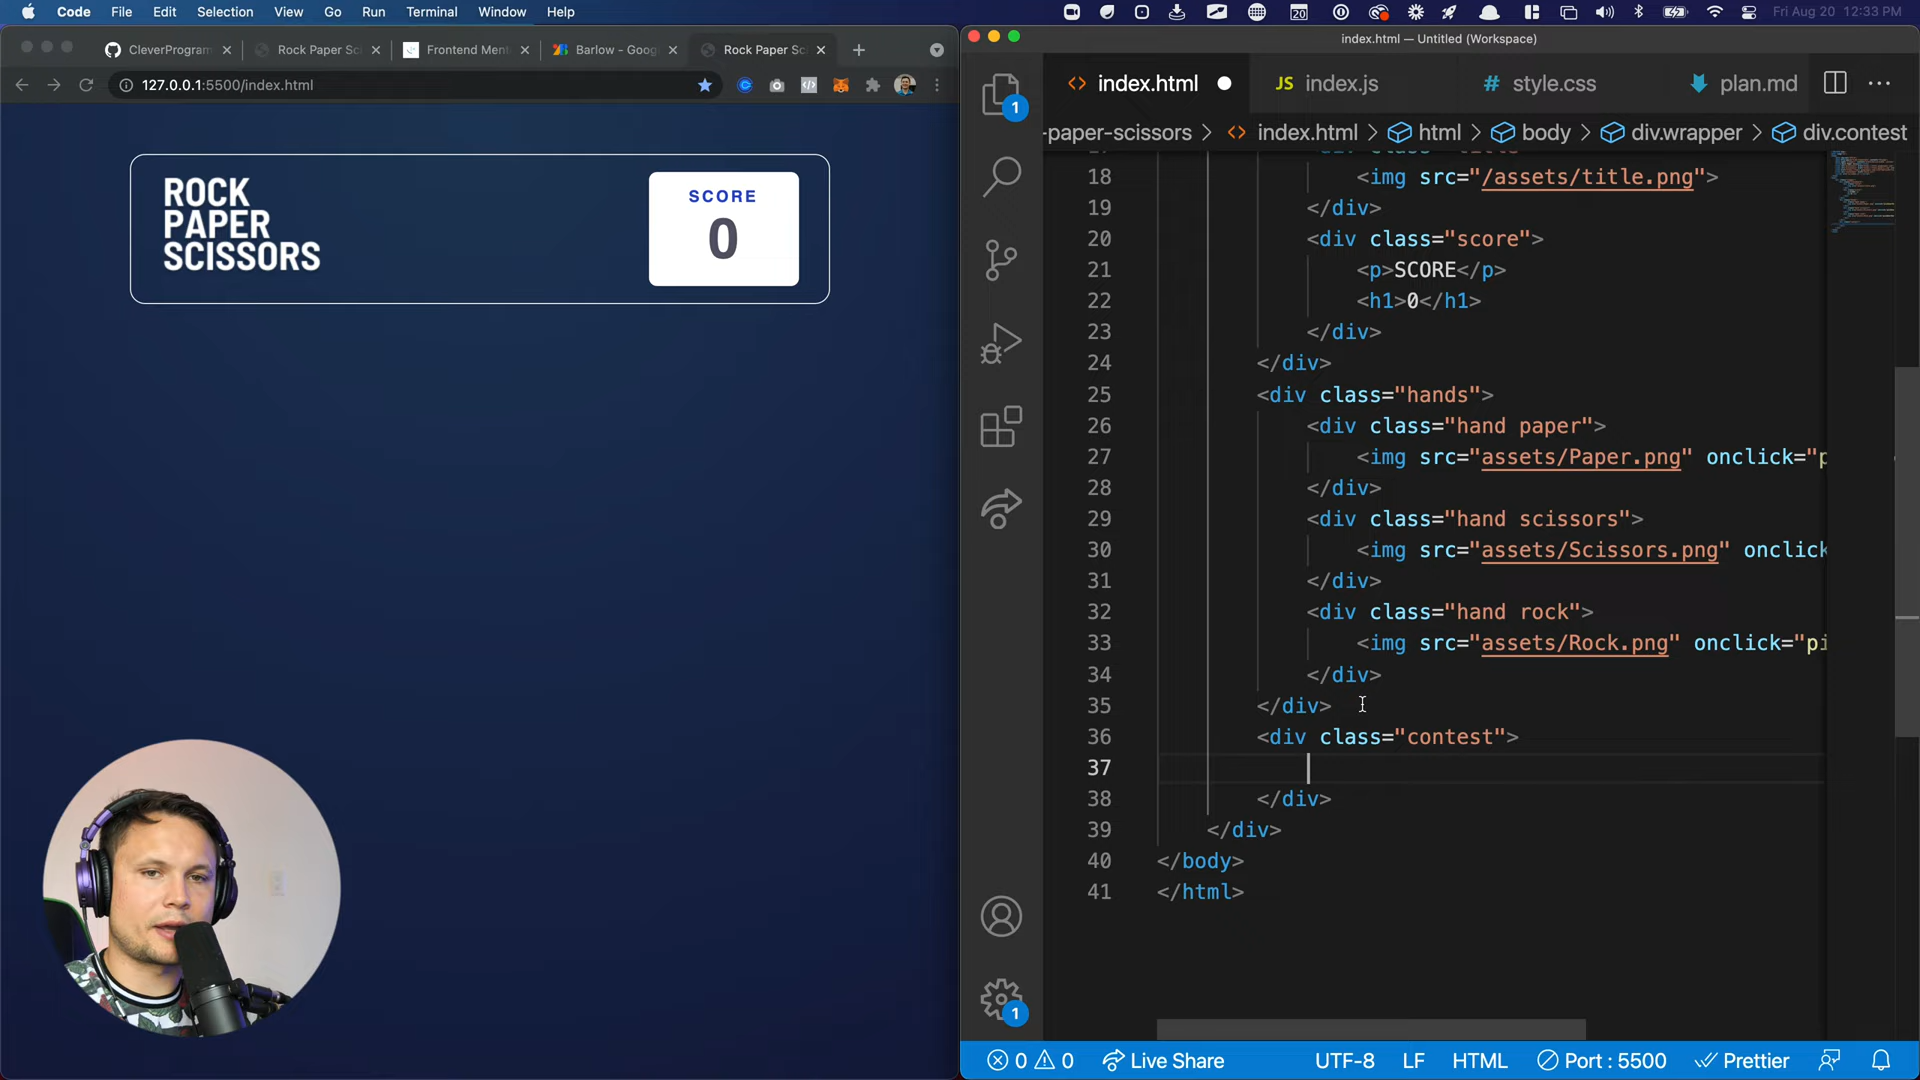 Code File Edit Selection View Go Run Terminal Window Help
20
Fri Aug 20 12:33 PM
CleverProgram
Rock Paper Sc
Frontend Ment
Barlow - Goog
Rock Paper Sc
127.0.0.1:5500/index.html
ROCK
PAPER
SCISSORS
SCORE
0
index.html — Untitled (Workspace)
index.html
JS index.js
# style.css
plan.md
-paper-scissors > index.html > html > body > div.wrapper > div.contest
18 <img src="/assets/title.png">
19 </div>
20 <div class="score">
21 <p>SCORE</p>
22 <h1>0</h1>
23 </div>
24 </div>
25 <div class="hands">
26 <div class="hand paper">
27 <img src="assets/Paper.png" onclick="p
28 </div>
29 <div class="hand scissors">
30 <img src="assets/Scissors.png" onclick
31 </div>
32 <div class="hand rock">
33 <img src="assets/Rock.png" onclick="pi
34 </div>
35 </div>
36 <div class="contest">
37
38 </div>
39 </div>
40 </body>
41 </html>
1
1
0 0 Live Share UTF-8 LF HTML Port : 5500 Prettier